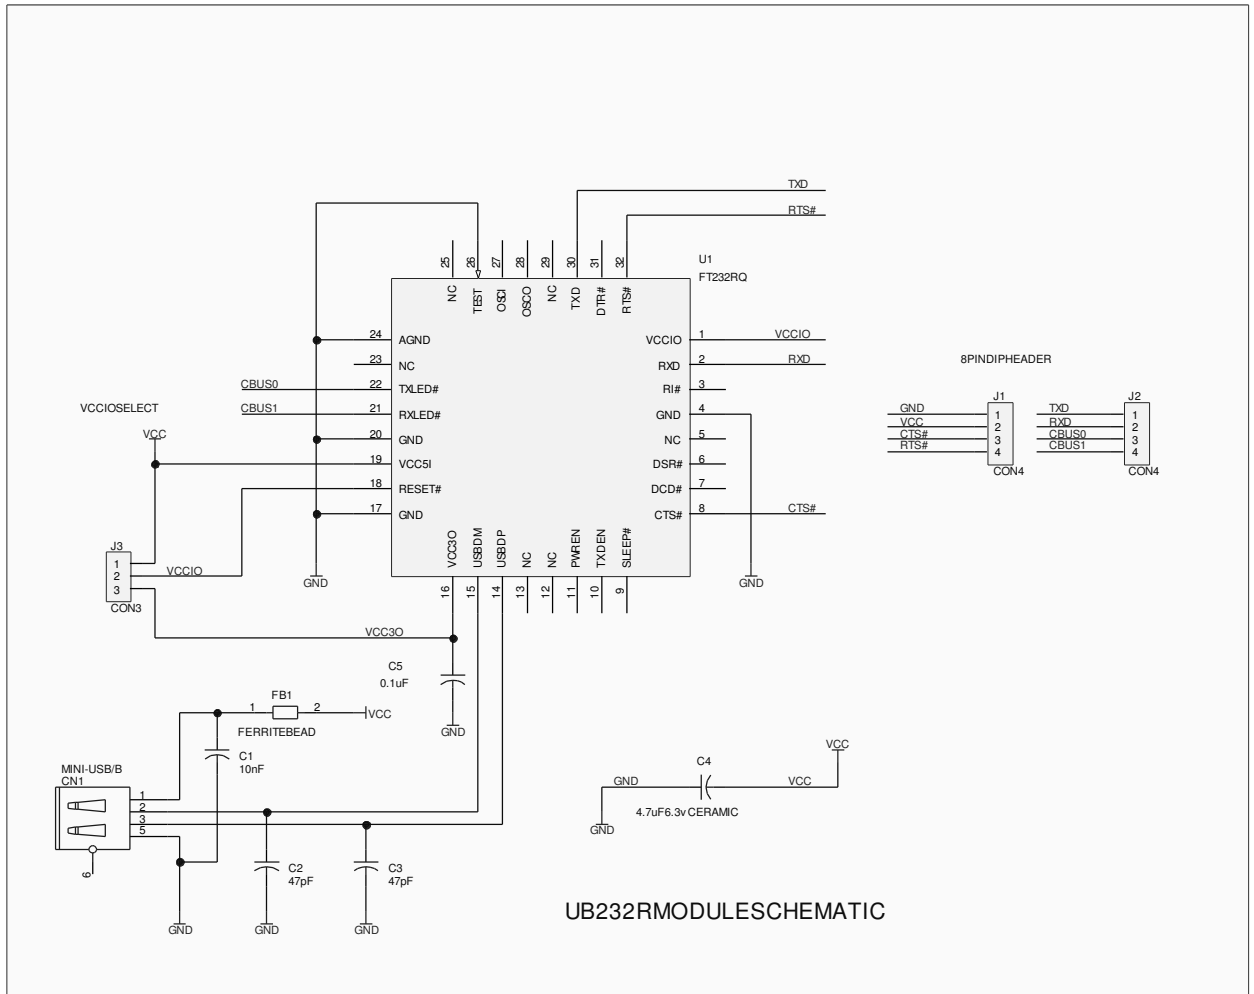 TXD
RTS#
25
26
27
28
29
30
31
32
U1
FT232RQ
NC
TEST
OSCI
OSCO
NC
TXD
DTR#
RTS#
24 AGND
VCCIO 1 VCCIO
23 NC
RXD 2 RXD
8PINDIPHEADER
CBUS0 22 TXLED#
RI# 3
VCCIOSELECT
CBUS1 21 RXLED#
GND 4
J1
GND 1
VCC 2
CTS# 3
RTS# 4
CON4
J2
TXD 1
RXD 2
CBUS0 3
CBUS1 4
CON4
VCC
20 GND
NC 5
19 VCC5I
DSR# 6
18 RESET#
DCD# 7
17 GND
CTS# 8 CTS#
VCC3O
USBDM
USBDP
NC
NC
PWREN
TXDEN
SLEEP#
J3
1
2 VCCIO
3
CON3
GND
GND
16
15
14
13
12
11
10
9
VCC3O
C5
0.1uF
GND
FB1
1 2 VCC
FERRITEBEAD
C1
10nF
MINI-USB/B
CN1
1
2
3
5
6
C2
47pF
C3
47pF
GND
GND
GND
VCC
C4
GND VCC
4.7uF6.3v CERAMIC
GND
UB232RMODULESCHEMATIC